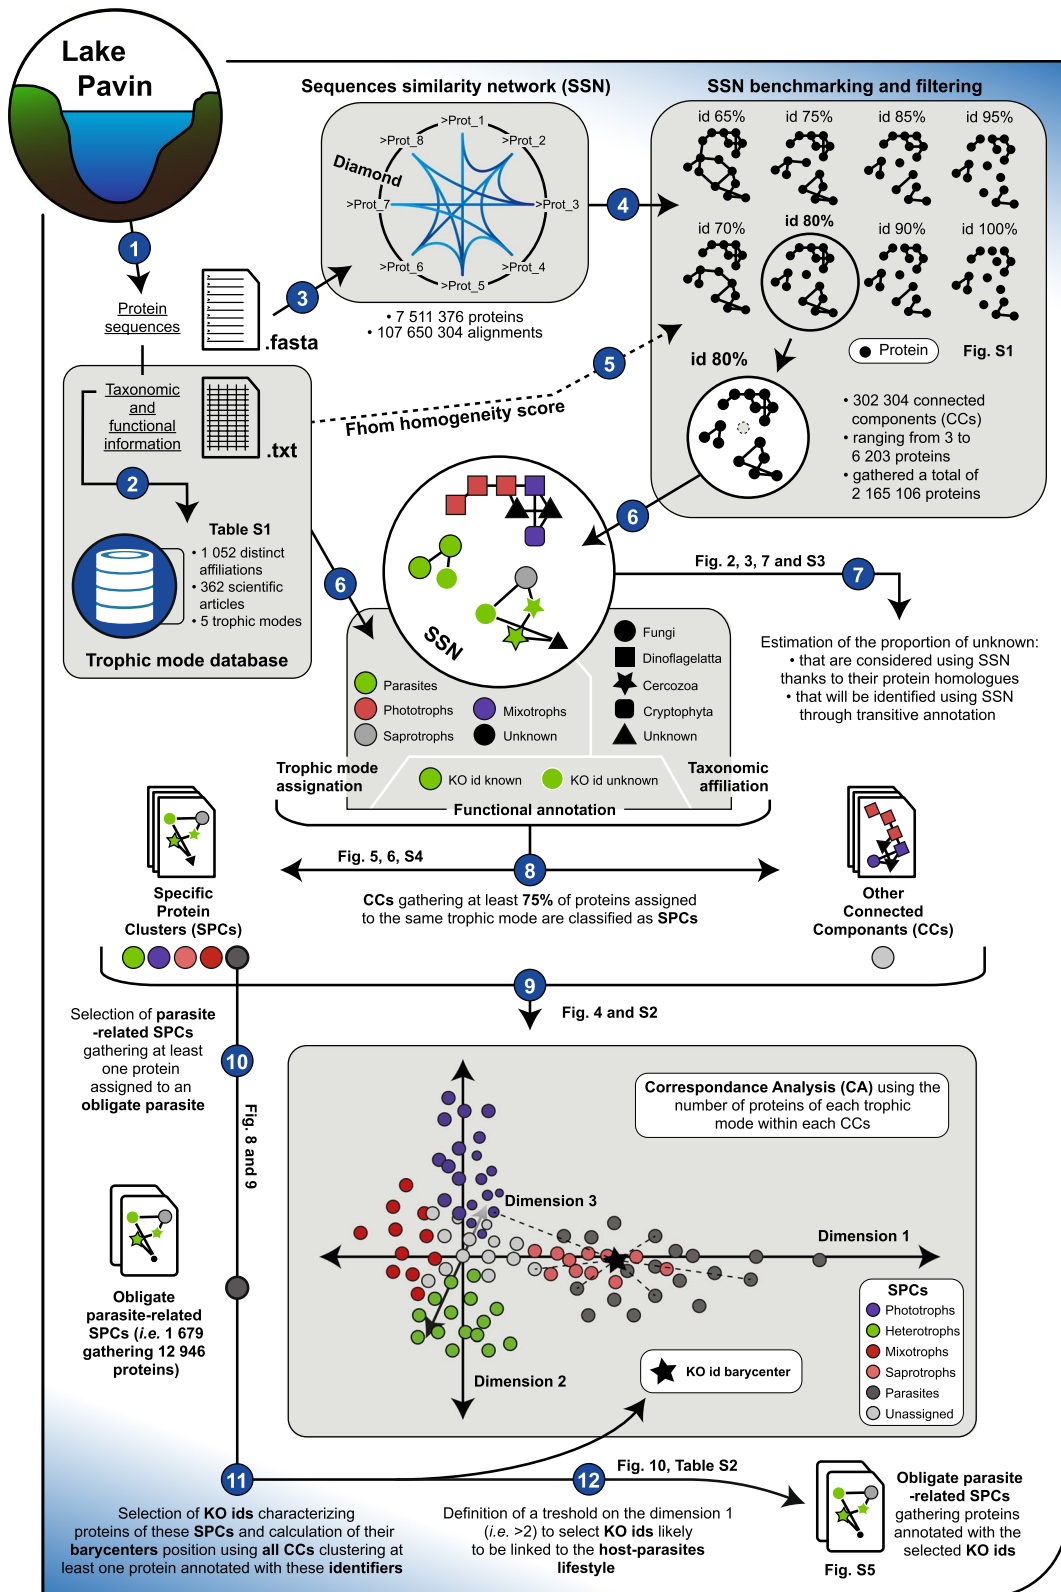 Lake
Pavin
Sequences similarity network (SSN)
SSN benchmarking and filtering
>Prot_1
>Prot_8
>Prot_2
Diamond
>Prot_7
>Prot_3
>Prot_6
>Prot_4
>Prot_5
id 65%
id 75%
id 85%
id 95%
id 70%
id 80%
id 90%
id 100%
4
1
3
Protein
sequences
.fasta
• 7 511 376 proteins
• 107 650 304 alignments
5
Fhom homogeneity score
Protein
Fig. S1
id 80%
• 302 304 connected
components (CCs)
• ranging from 3 to
6 203 proteins
• gathered a total of
2 165 106 proteins
Taxonomic
and
functional
information
.txt
2
Table S1
• 1 052 distinct
affiliations
• 362 scientific
articles
• 5 trophic modes
Trophic mode database
6
6
SSN
Fig. 2, 3, 7 and S3
7
Estimation of the proportion of unknown:
• that are considered using SSN
thanks to their protein homologues
• that will be identified using SSN
through transitive annotation
Parasites
Phototrophs
Mixotrophs
Saprotrophs
Unknown
Fungi
Dinoflagelatta
Cercozoa
Cryptophyta
Unknown
Trophic mode
assignation
KO id known
KO id unknown
Functional annotation
Taxonomic
affiliation
Fig. 5, 6, S4
8
CCs gathering at least 75% of proteins assigned
to the same trophic mode are classified as SPCs
Specific
Protein
Clusters (SPCs)
Other
Connected
Componants (CCs)
9
Fig. 4 and S2
Selection of parasite
-related SPCs
gathering at least
one protein
assigned to an
obligate parasite
10
Fig. 8 and 9
Correspondance Analysis (CA) using the
number of proteins of each trophic
mode within each CCs
Dimension 3
Dimension 1
Dimension 2
KO id barycenter
SPCs
Phototrophs
Heterotrophs
Mixotrophs
Saprotrophs
Parasites
Unassigned
Obligate
parasite-related
SPCs (i.e. 1 679
gathering 12 946
proteins)
11
Selection of KO ids characterizing
proteins of these SPCs and calculation of their
barycenters position using all CCs clustering at
least one protein annotated with these identifiers
12
Fig. 10, Table S2
Definition of a treshold on the dimension 1
(i.e. >2) to select KO ids likely
to be linked to the host-parasites
lifestyle
Fig. S5
Obligate parasite
-related SPCs
gathering proteins
annotated with the
selected KO ids